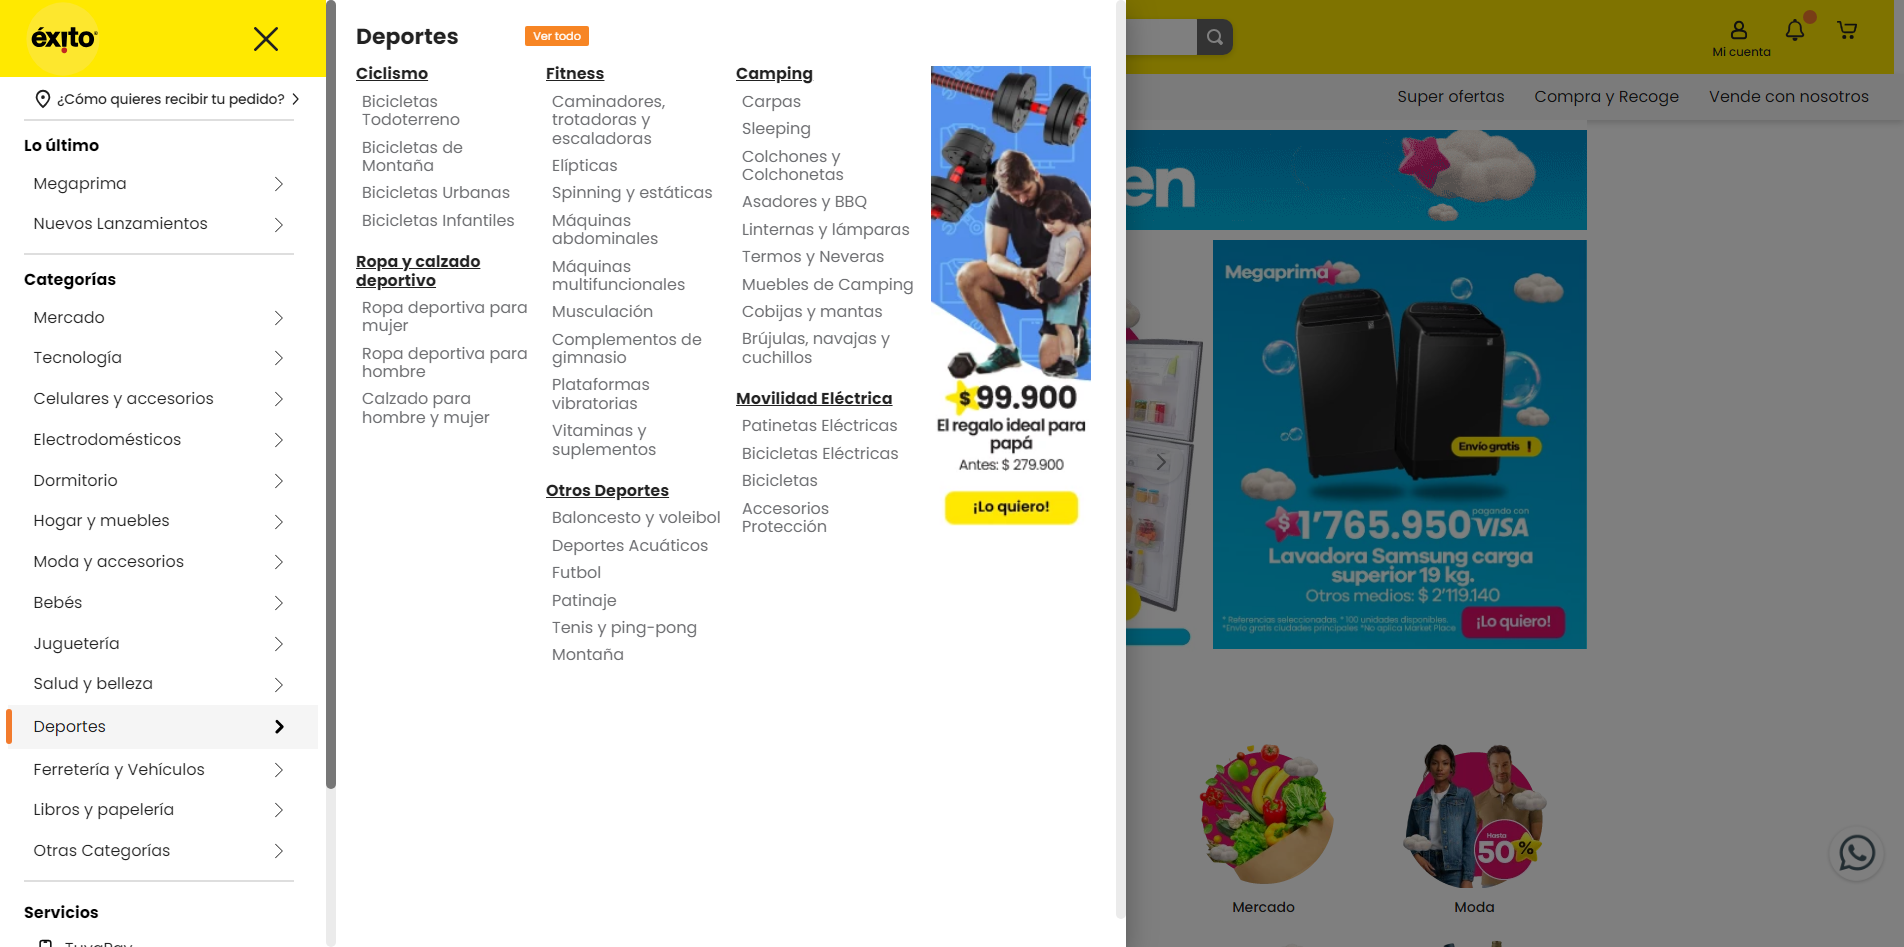 éxito
¿Cómo quieres recibir tu pedido?
Lo último
Megaprima
Nuevos Lanzamientos
Categorías
Mercado
Tecnología
Celulares y accesorios
Electrodomésticos
Dormitorio
Hogar y muebles
Moda y accesorios
Bebés
Juguetería
Salud y belleza
Deportes
Ferretería y Vehículos
Libros y papelería
Otras Categorías
Servicios
TuyaPay
Deportes
Ver todo
Ciclismo
Bicicletas
Todoterreno
Bicicletas de
Montaña
Bicicletas Urbanas
Bicicletas Infantiles
Ropa y calzado
deportivo
Ropa deportiva para
mujer
Ropa deportiva para
hombre
Calzado para
hombre y mujer
Fitness
Caminadores,
trotadoras y
escaladoras
Elípticas
Spinning y estáticas
Máquinas
abdominales
Máquinas
multifuncionales
Musculación
Complementos de
gimnasio
Plataformas
vibratorias
Vitaminas y
suplementos
Otros Deportes
Baloncesto y voleibol
Deportes Acuáticos
Futbol
Patinaje
Tenis y ping-pong
Montaña
Camping
Carpas
Sleeping
Colchones y
Colchonetas
Asadores y BBQ
Linternas y lámparas
Termos y Neveras
Muebles de Camping
Cobijas y mantas
Brújulas, navajas y
cuchillos
Movilidad Eléctrica
Patinetas Eléctricas
Bicicletas Eléctricas
Bicicletas
Accesorios
Protección
$ 99.900
El regalo ideal para
papá
Antes: $ 279.900
¡Lo quiero!
Mi cuenta
Super ofertas
Compra y Recoge
Vende con nosotros
en
Megaprima
Envío gratis !
$1'765.950 pagando con VISA
Lavadora Samsung carga
superior 19 kg.
Otros medios: $ 2'119.140
* Referencias seleccionadas. * 100 unidades disponibles.
*Envío gratis ciudades principales *No aplica Market Place
¡Lo quiero!
Hasta
50%
Mercado
Moda